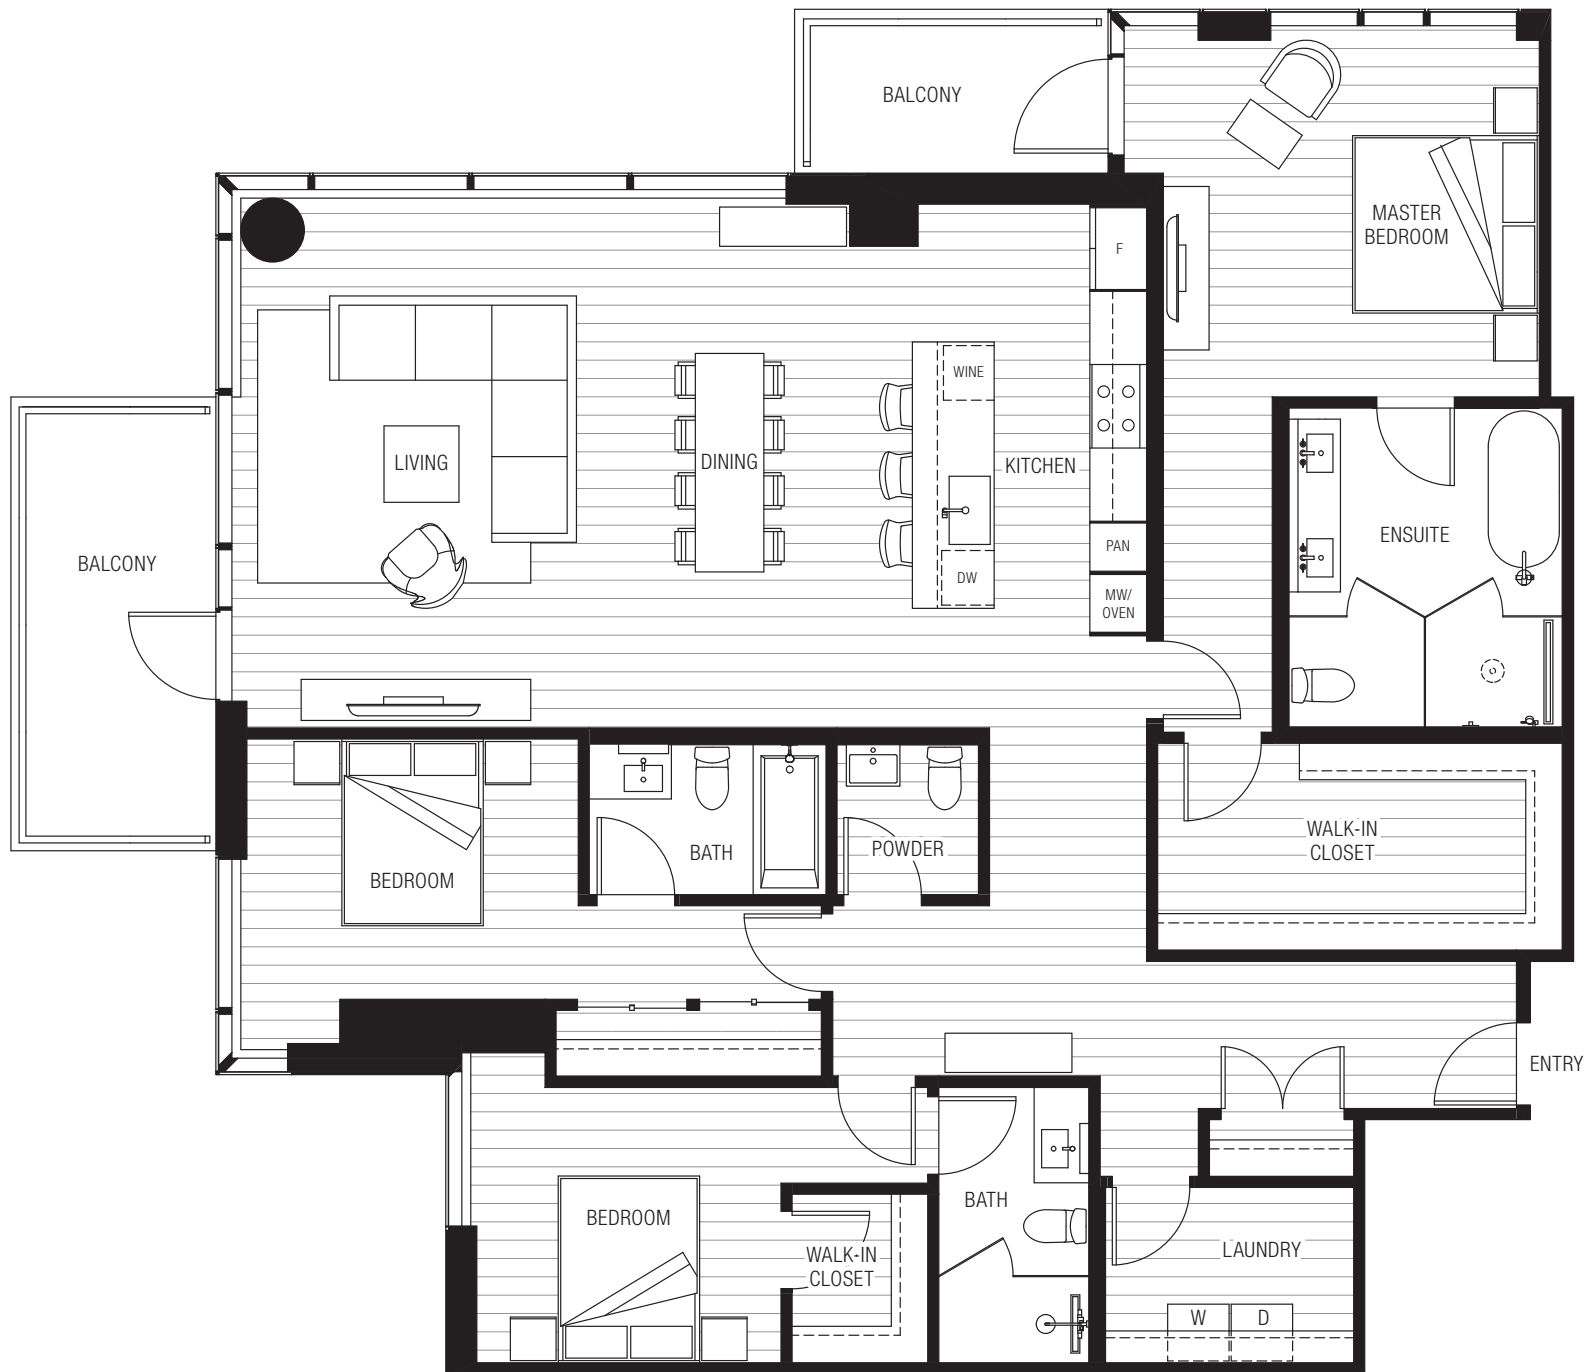 BALCONY
MASTER
BEDROOM
F
WINE
LIVING
DINING
KITCHEN
ENSUITE
BALCONY
PAN
DW
MW/
OVEN
WALK-IN
CLOSET
BATH
POWDER
BEDROOM
ENTRY
BATH
BEDROOM
WALK-IN
CLOSET
LAUNDRY
W
D